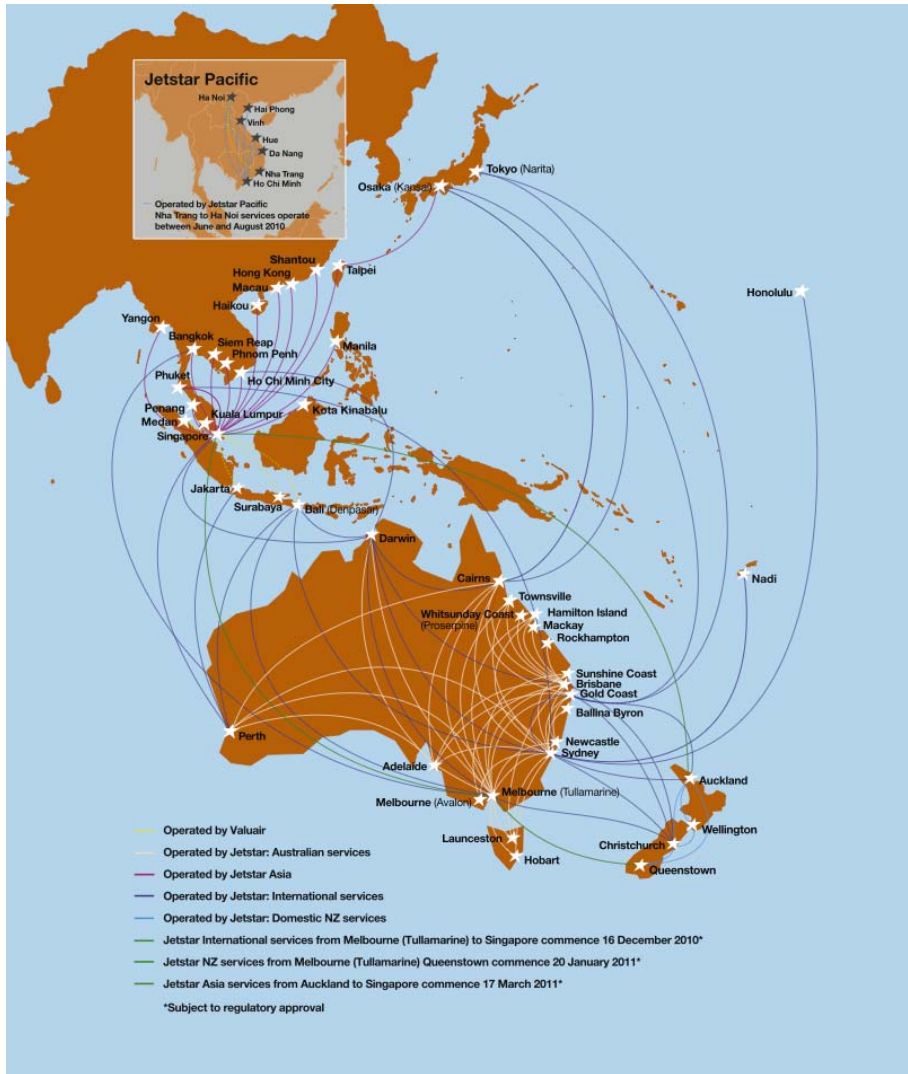 Jetstar Pacific
Ha Noi
Hai Phong
Vinh
Hue
Da Nang
Nha Trang
Ho Chi Minh
Operated by Jetstar Pacific
Nha Trang to Ha Noi services operate
between June and August 2010
Tokyo (Narita)
Osaka (Kansai)
Shantou
Taipei
Hong Kong
Macau
Haikou
Honolulu
Yangon
Bangkok
Siem Reap
Phnom Penh
Manila
Phuket
Ho Chi Minh City
Penang
Kuala Lumpur
Kota Kinabalu
Medan
Singapore
Jakarta
Surabaya
Bali (Denpasar)
Darwin
Cairns
Nadi
Townsville
Whitsunday Coast
(Proserpine)
Hamilton Island
Mackay
Rockhampton
Sunshine Coast
Brisbane
Gold Coast
Ballina Byron
Perth
Newcastle
Sydney
Adelaide
Auckland
Melbourne (Tullamarine)
Melbourne (Avalon)
Wellington
Launceston
Christchurch
Hobart
Queenstown
Operated by Valuair
Operated by Jetstar: Australian services
Operated by Jetstar Asia
Operated by Jetstar: International services
Operated by Jetstar: Domestic NZ services
Jetstar International services from Melbourne (Tullamarine) to Singapore commence 16 December 2010*
Jetstar NZ services from Melbourne (Tullamarine) Queenstown commence 20 January 2011*
Jetstar Asia services from Auckland to Singapore commence 17 March 2011*
*Subject to regulatory approval